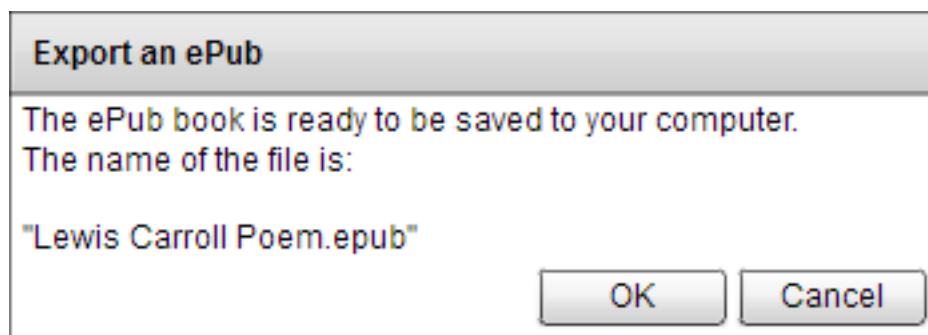 Export an ePub
The ePub book is ready to be saved to your computer.
The name of the file is:
"Lewis Carroll Poem.epub"
OK Cancel